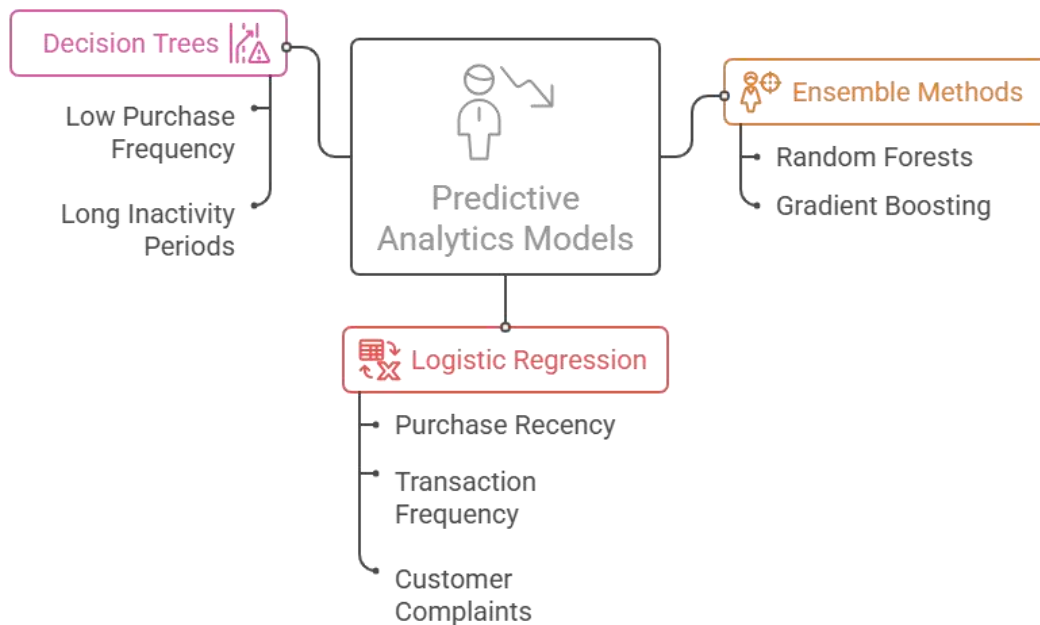 Decision Trees
Low Purchase
Frequency
Long Inactivity
Periods
Predictive
Analytics Models
Ensemble Methods
Random Forests
Gradient Boosting
Logistic Regression
Purchase Recency
Transaction
Frequency
Customer
Complaints